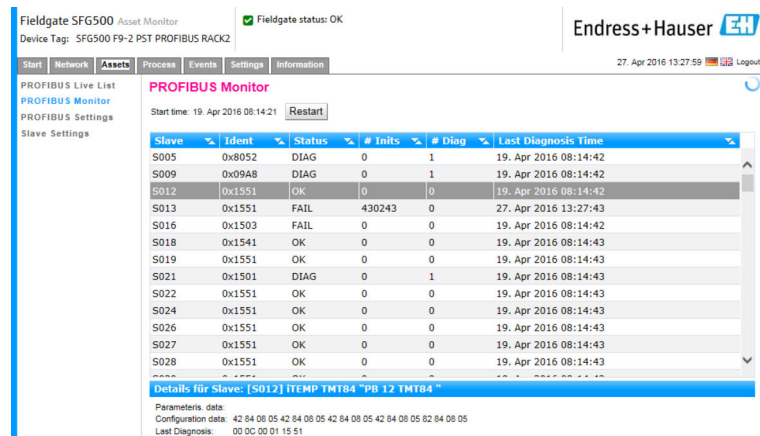 Fieldgate SFG500 Asset Monitor
Fieldgate status: OK
Device Tag: SFG500 F9-2 PST PROFIBUS RACK2
Endress+Hauser EH
Start Network Assets Process Events Settings Information
27. Apr 2016 13:27:59 Logout
PROFIBUS Live List
PROFIBUS Monitor
PROFIBUS Settings
Slave Settings
PROFIBUS Monitor
Start time: 19. Apr 2016 08:14:21 Restart
Slave Ident Status # Inits # Diag Last Diagnosis Time
S005 0x8052 DIAG 0 1 19. Apr 2016 08:14:42
S009 0x09A8 DIAG 0 1 19. Apr 2016 08:14:42
S012 0x1551 OK 0 0 19. Apr 2016 08:14:42
S013 0x1551 FAIL 430243 0 27. Apr 2016 13:27:43
S016 0x1503 FAIL 0 0 19. Apr 2016 08:14:42
S018 0x1541 OK 0 0 19. Apr 2016 08:14:43
S019 0x1551 OK 0 0 19. Apr 2016 08:14:43
S021 0x1501 DIAG 0 1 19. Apr 2016 08:14:43
S022 0x1551 OK 0 0 19. Apr 2016 08:14:43
S024 0x1551 OK 0 0 19. Apr 2016 08:14:43
S026 0x1551 OK 0 0 19. Apr 2016 08:14:43
S027 0x1551 OK 0 0 19. Apr 2016 08:14:43
S028 0x1551 OK 0 0 19. Apr 2016 08:14:43
Details für Slave: [S012] iTEMP TMT84 "PB 12 TMT84 "
Parameteris. data:
Configuration data: 42 84 08 05 42 84 08 05 42 84 08 05 42 84 08 05 82 84 08 05
Last Diagnosis: 00 0C 00 01 15 51